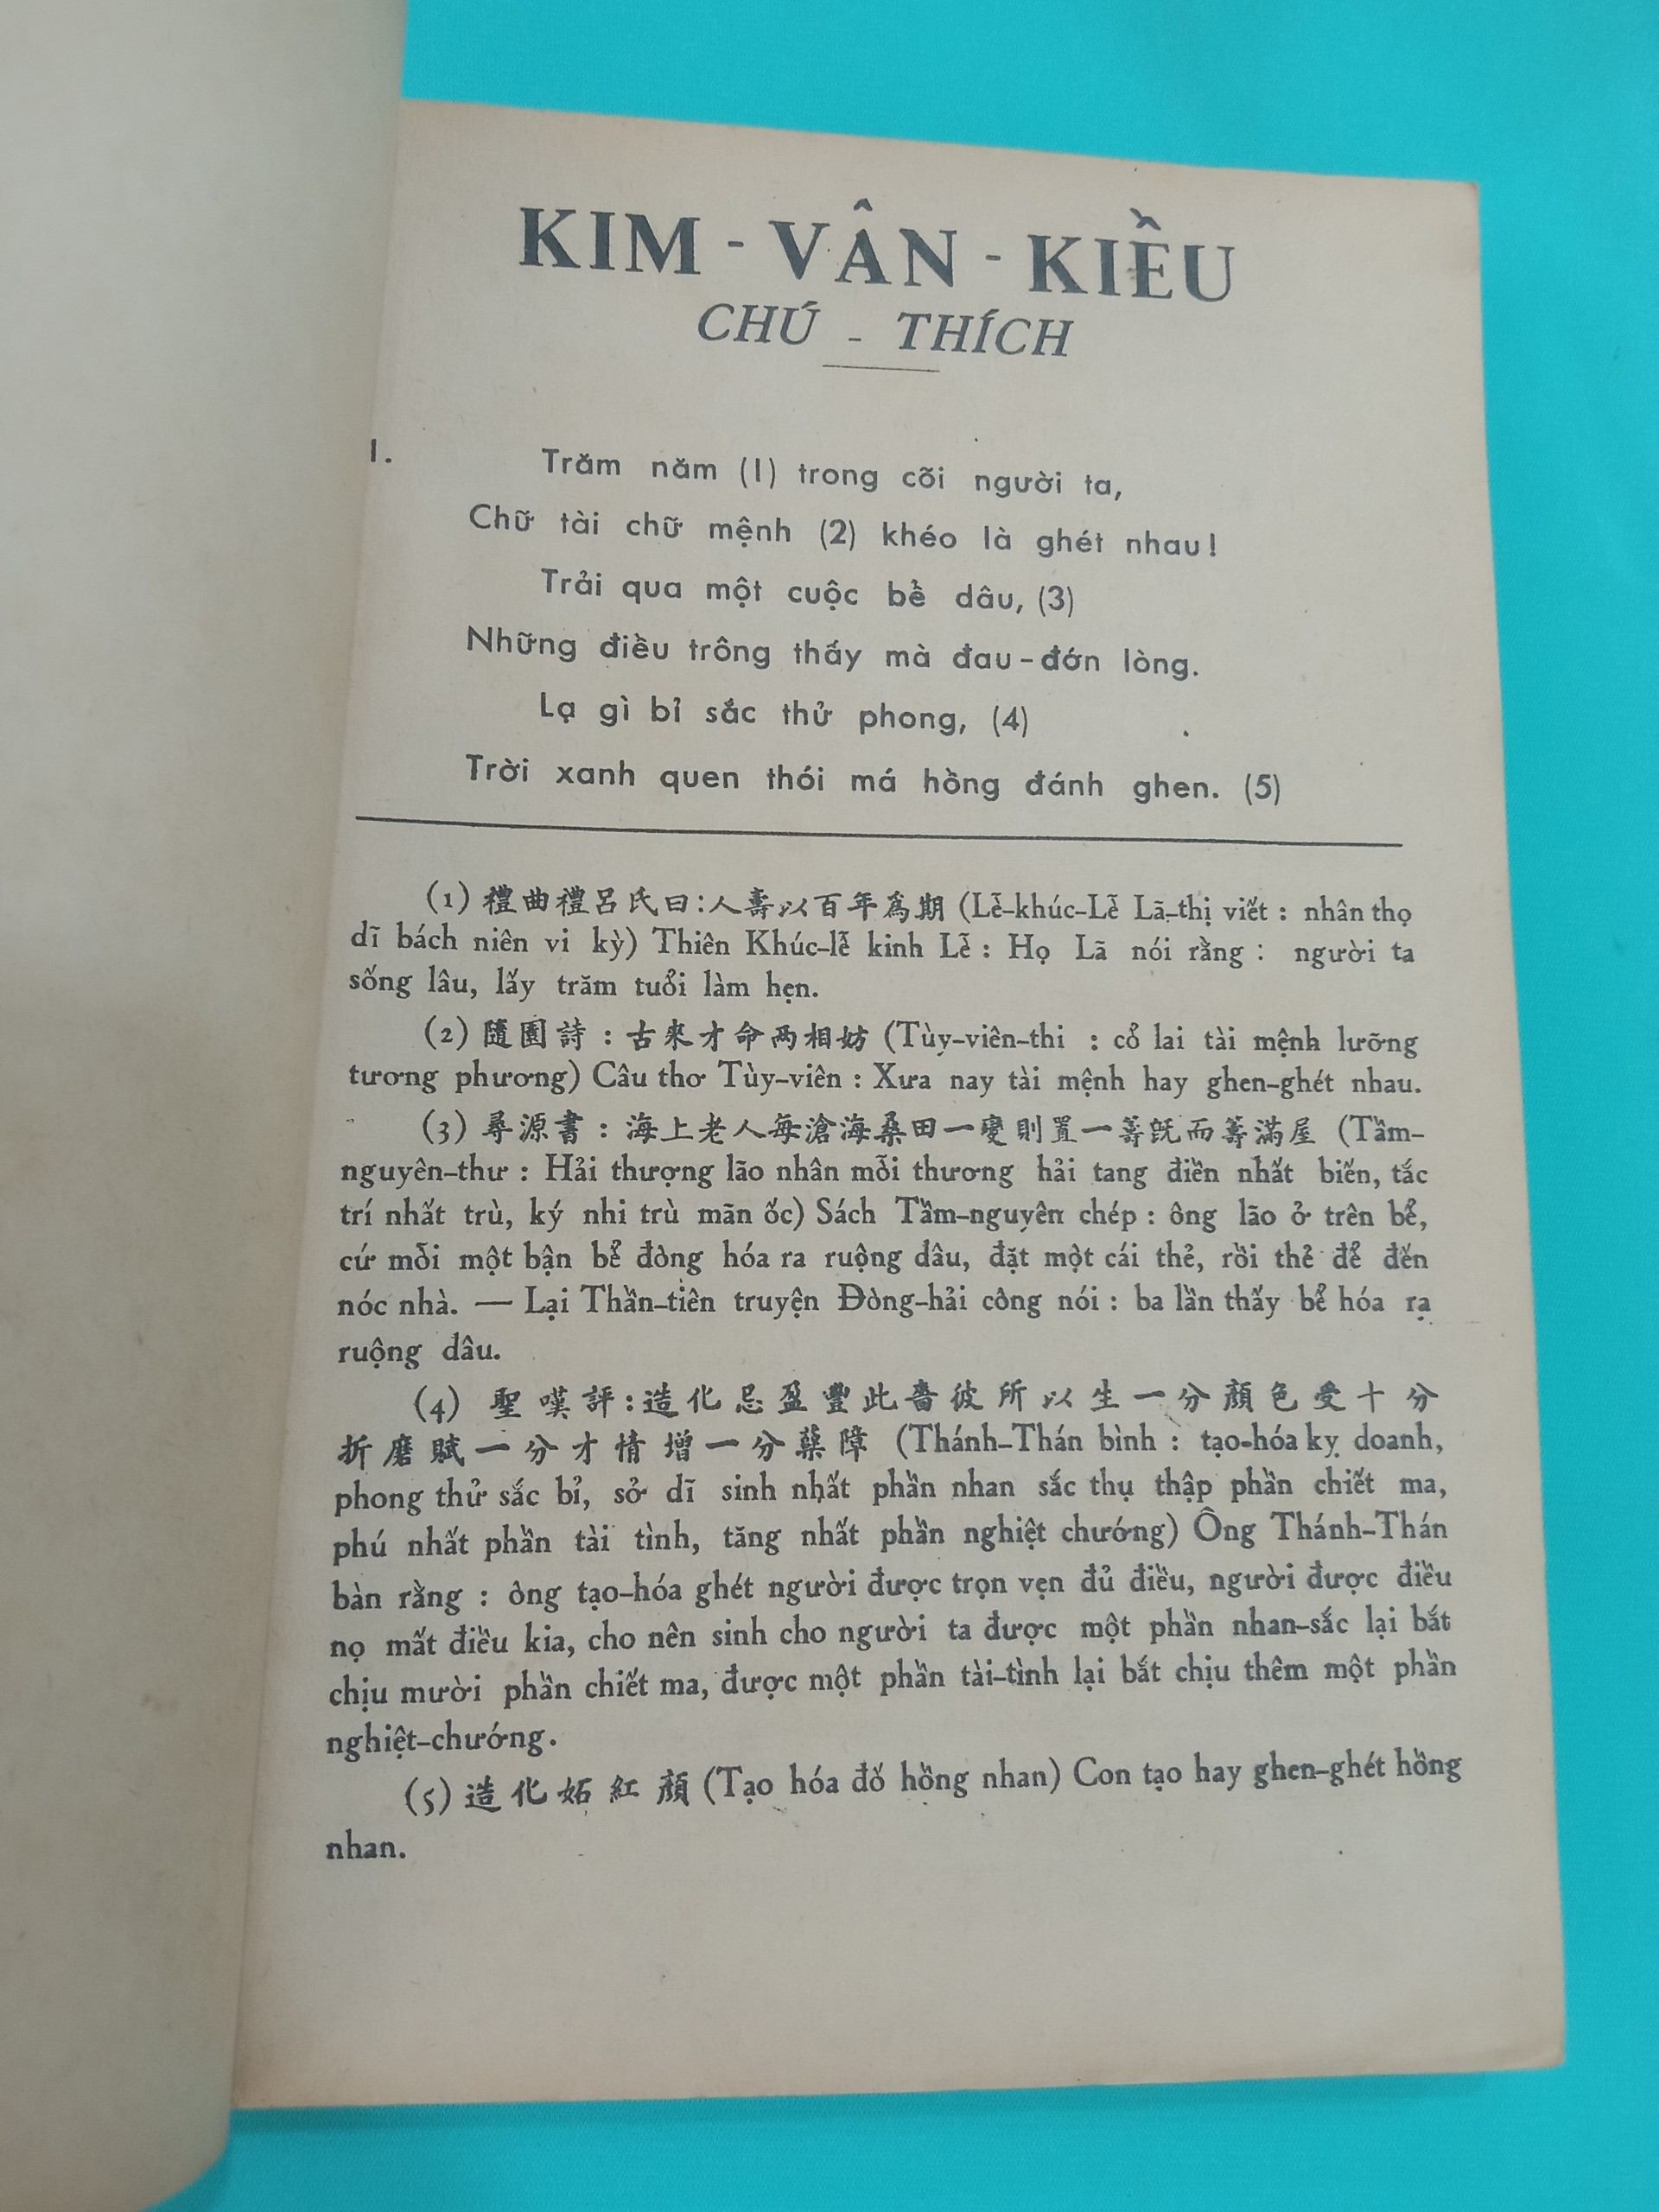 KIM - VÂN - KIỀU
CHÚ - THÍCH
1. Trăm năm (1) trong cõi người ta,
Chữ tài chữ mệnh (2) khéo là ghét nhau!
Trải qua một cuộc bể dâu, (3)
Những điều trông thấy mà đau-đớn lòng.
Lạ gì bỉ sắc thử phong, (4)
Trời xanh quen thói má hồng đánh ghen. (5)
(1) 禮曲禮呂氏曰:人壽以百年爲期 (Lễ-khúc-Lễ Lã-thị viết : nhân thọ
dĩ bách niên vi kỳ) Thiên Khúc-lễ kinh Lễ : Họ Lã nói rằng : người ta
sống lâu, lấy trăm tuổi làm hẹn.
(2) 隨園詩 : 古來才命兩相妨 (Tùy-viên-thi : cổ lai tài mệnh lưỡng
tương phương) Câu thơ Tùy-viên : Xưa nay tài mệnh hay ghen-ghét nhau.
(3) 尋源書 : 海上老人每滄海桑田一變則置一籌旣而籌滿屋 (Tầm-
nguyên-thư : Hải thượng lão nhân mỗi thương hải tang điền nhất biến, tắc
trí nhất trù, ký nhi trù mãn ốc) Sách Tầm-nguyên chép : ông lão ở trên bể,
cứ mỗi một bận bể đòng hóa ra ruộng dâu, đặt một cái thẻ, rồi thẻ để đến
nóc nhà. — Lại Thần-tiên truyện Đòng-hải công nói : ba lần thấy bể hóa ra
ruộng dâu.
(4) 聖嘆評:造化忌盈豐此嗇彼所以生一分顏色受十分
折磨賦一分才情增一分孽障 (Thánh-Thán bình : tạo-hóa kỵ doanh,
phong thử sắc bỉ, sở dĩ sinh nhất phần nhan sắc thụ thập phần chiết ma,
phú nhất phần tài tình, tăng nhất phần nghiệt chướng) Ông Thánh-Thán
bàn rằng : ông tạo-hóa ghét người được trọn vẹn đủ điều, người được điều
nọ mất điều kia, cho nên sinh cho người ta được một phần nhan-sắc lại bắt
chịu mười phần chiết ma, được một phần tài-tình lại bắt chịu thêm một phần
nghiệt-chướng.
(5) 造化妬紅顏 (Tạo hóa đố hồng nhan) Con tạo hay ghen-ghét hồng
nhan.